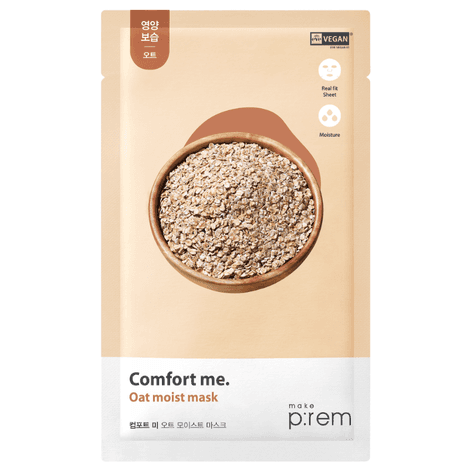 영양
보습
오트
VEGAN
Real fit
Sheet
Moisture
Comfort me.
Oat moist mask
컴포트 미 오트 모이스트 마스크
make
p:rem